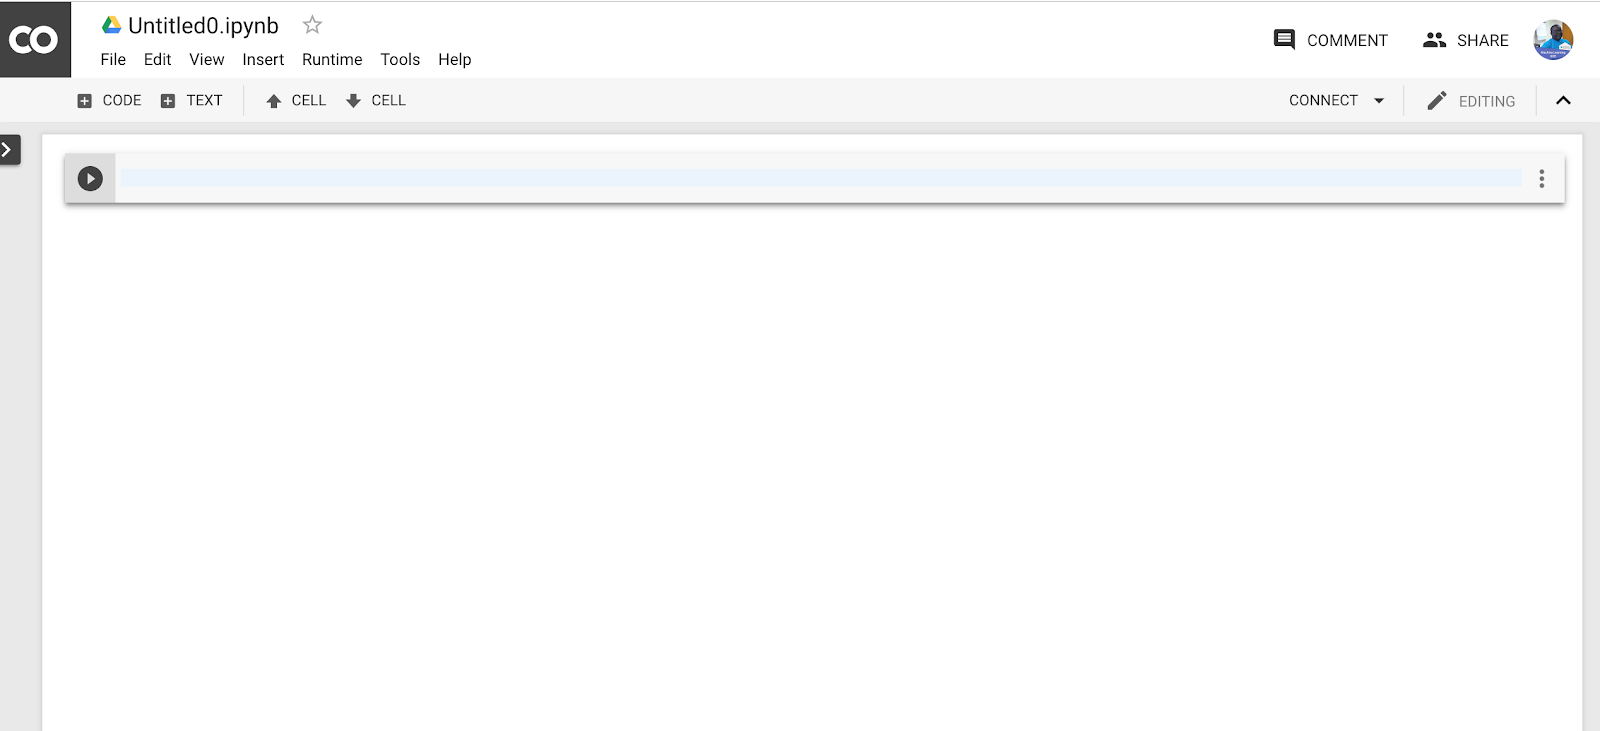 CO
Untitled0.ipynb
File Edit View Insert Runtime Tools Help
COMMENT
SHARE
CODE TEXT CELL CELL
CONNECT
EDITING